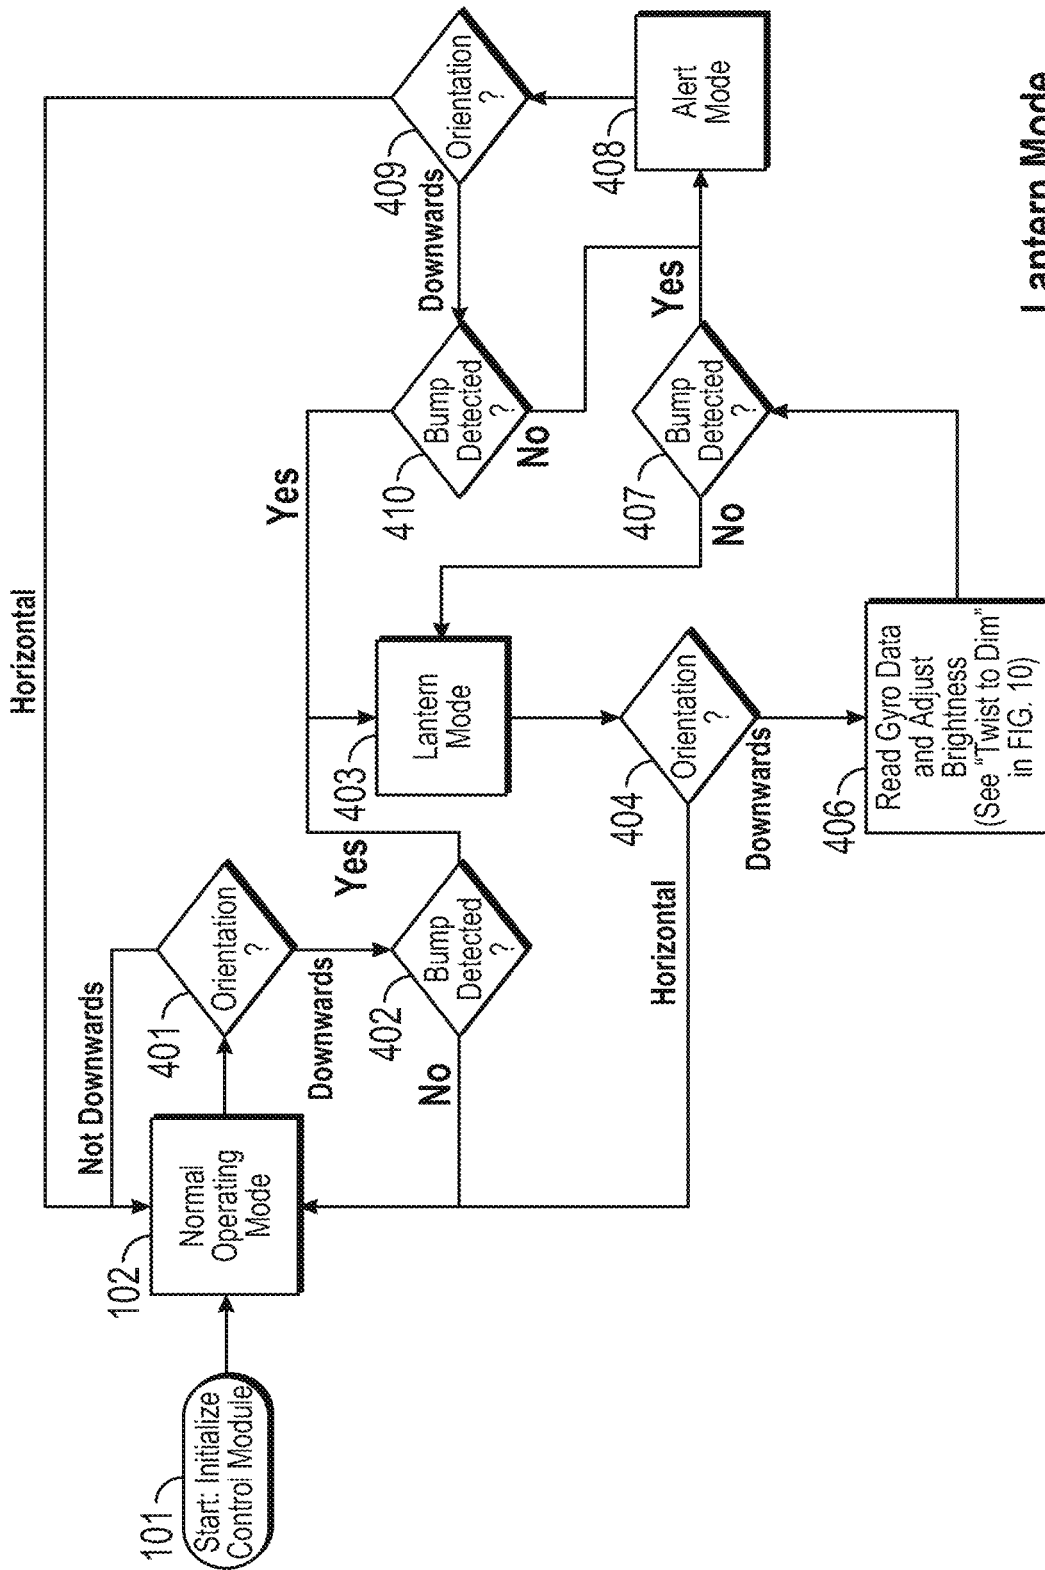 Horizontal
Not Downwards
101
Start: Initialize
Control Module
102
Normal
Operating
Mode
401
Orientation
?
Downwards
402
Bump
Detected
?
No
Yes
403
Lantern
Mode
404
Orientation
?
Horizontal
Downwards
406
Read Gyro Data
and Adjust
Brightness
(See “Twist to Dim”
in FIG. 10)
407
Bump
Detected
?
No
Yes
408
Alert
Mode
409
Orientation
?
Downwards
410
Bump
Detected
?
No
Yes
Lantern Mode